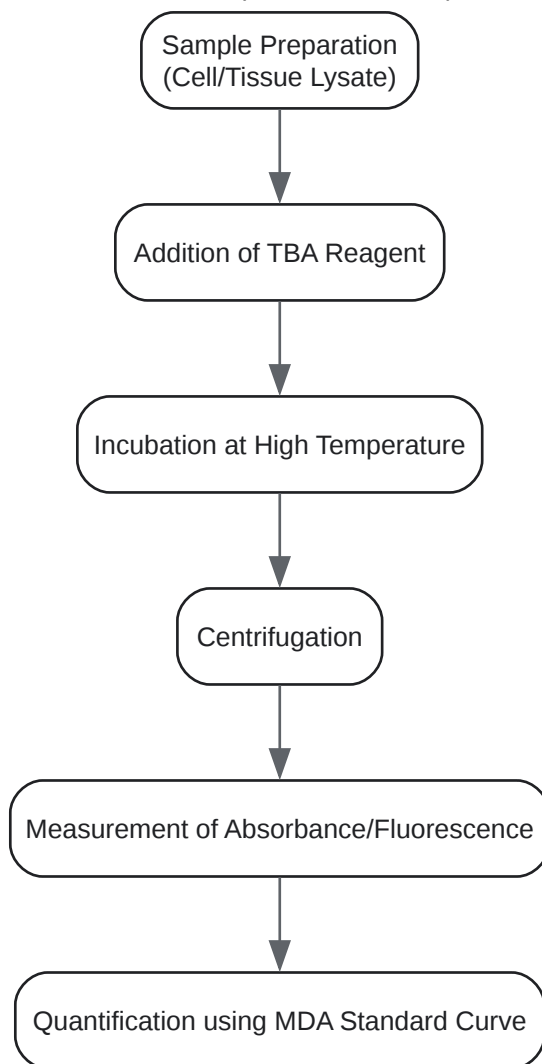 Sample Preparation
(Cell/Tissue Lysate)
Addition of TBA Reagent
Incubation at High Temperature
Centrifugation
Measurement of Absorbance/Fluorescence
Quantification using MDA Standard Curve